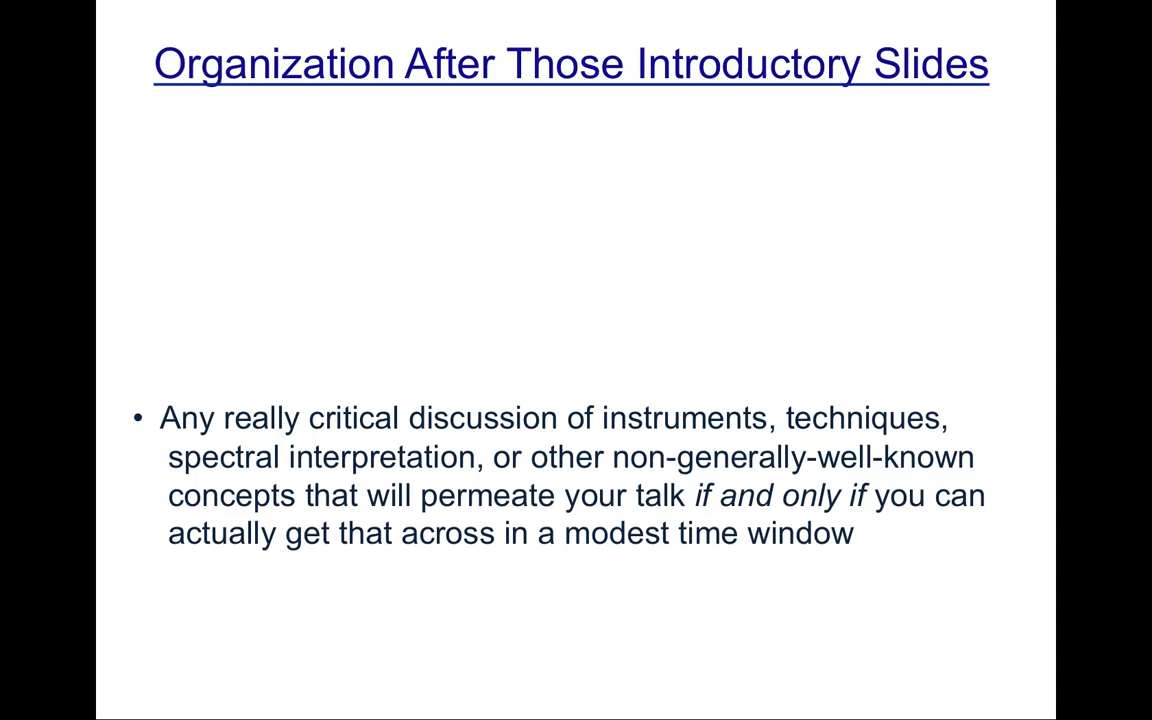 Organization After Those Introductory Slides
• Any really critical discussion of instruments, techniques,
spectral interpretation, or other non-generally-well-known
concepts that will permeate your talk if and only if you can
actually get that across in a modest time window